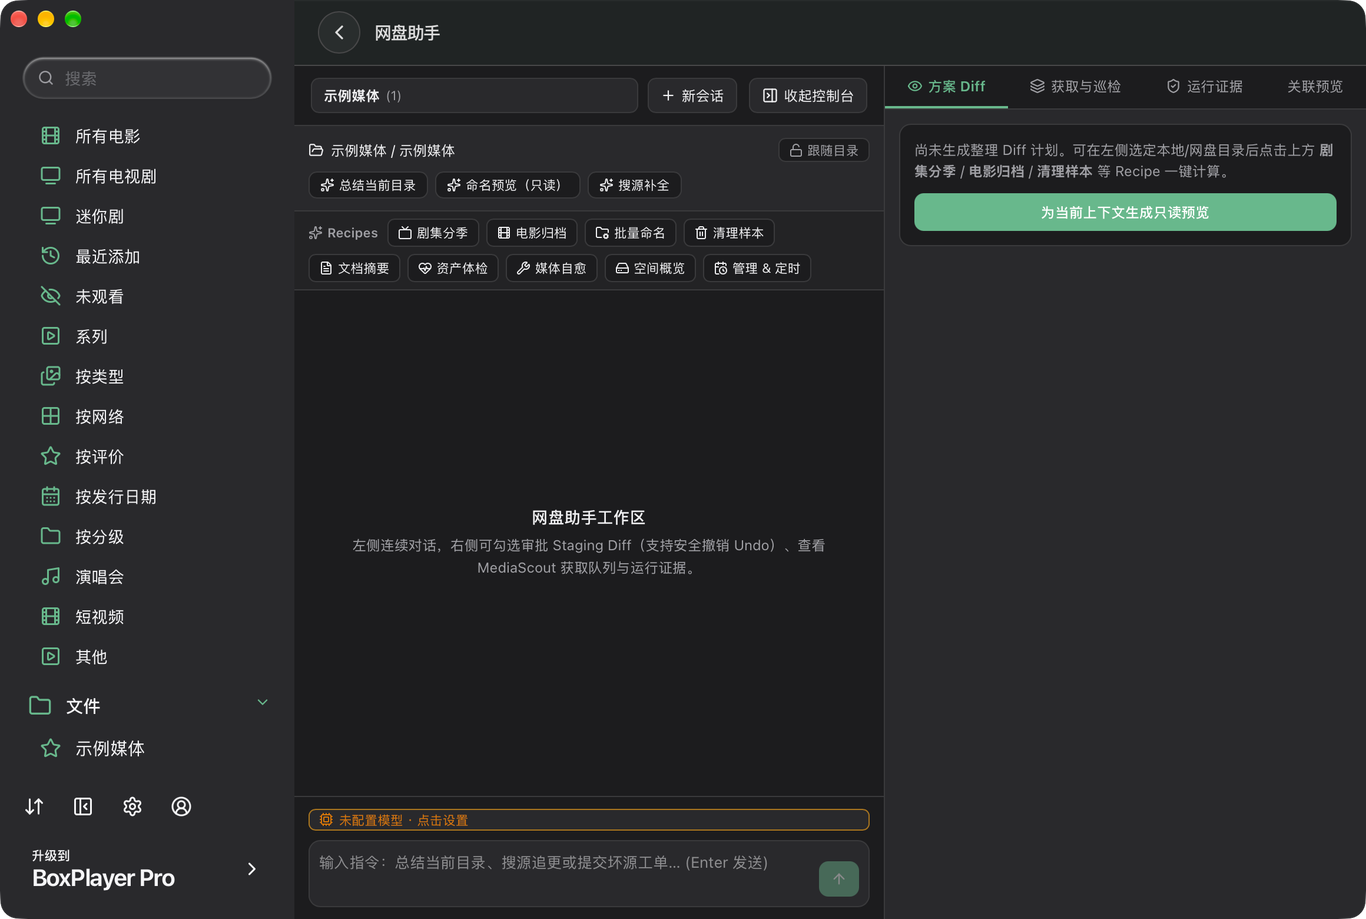 搜索
所有电影
所有电视剧
迷你剧
最近添加
未观看
系列
按类型
按网络
按评价
按发行日期
按分级
演唱会
短视频
其他
文件
示例媒体
升级到
BoxPlayer Pro
网盘助手
示例媒体 (1)
新会话
收起控制台
示例媒体 / 示例媒体
跟随目录
总结当前目录
命名预览（只读）
搜源补全
Recipes
剧集分季
电影归档
批量命名
清理样本
文档摘要
资产体检
媒体自愈
空间概览
管理 & 定时
网盘助手工作区
左侧连续对话，右侧可勾选审批 Staging Diff（支持安全撤销 Undo）、查看
MediaScout 获取队列与运行证据。
未配置模型 · 点击设置
输入指令：总结当前目录、搜源追更或提交坏源工单... (Enter 发送)
方案 Diff
获取与巡检
运行证据
关联预览
尚未生成整理 Diff 计划。可在左侧选定本地/网盘目录后点击上方 剧
集分季 / 电影归档 / 清理样本 等 Recipe 一键计算。
为当前上下文生成只读预览